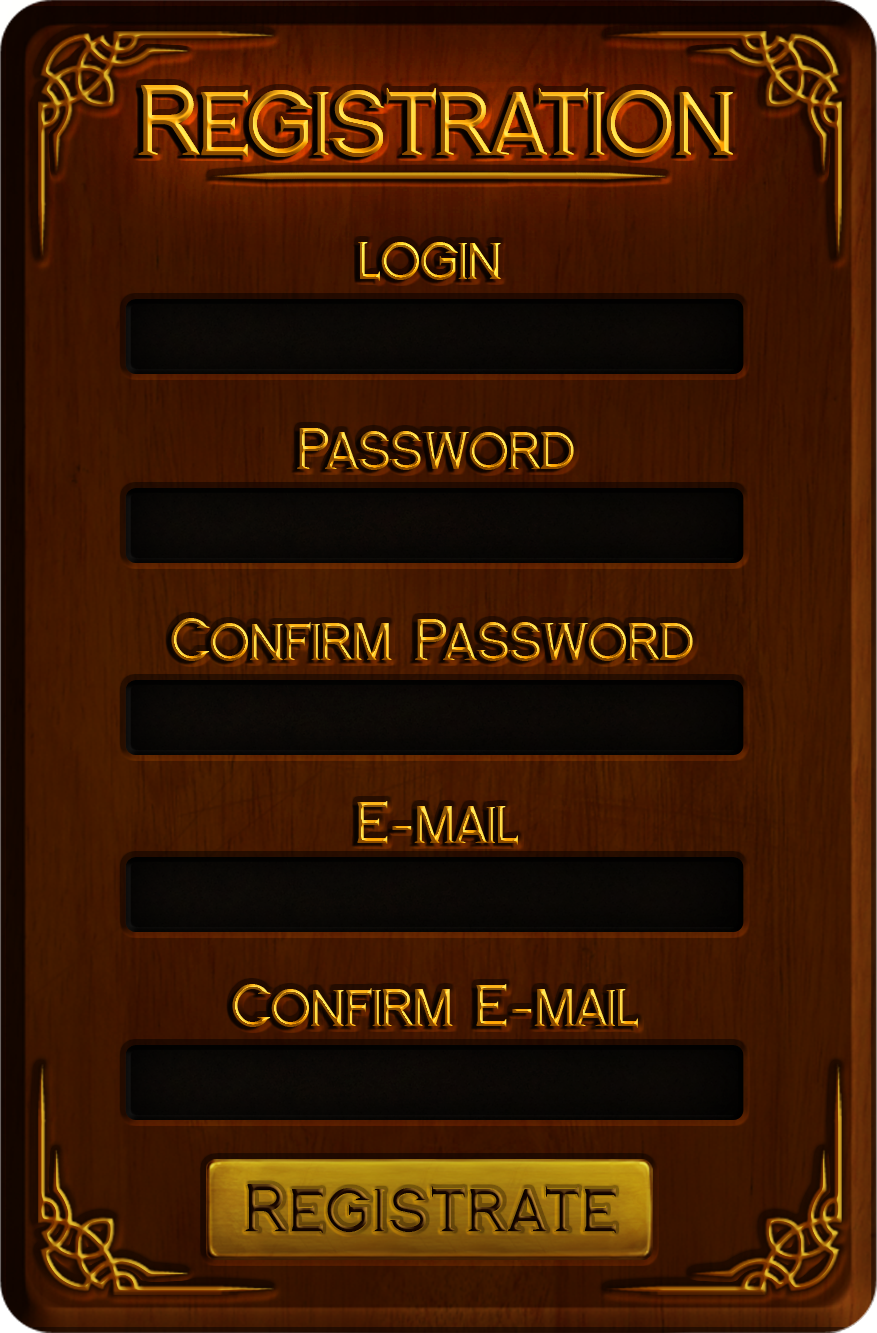 REGISTRATION
LOGIN
PASSWORD
CONFIRM PASSWORD
E-MAIL
CONFIRM E-MAIL
REGISTRATE